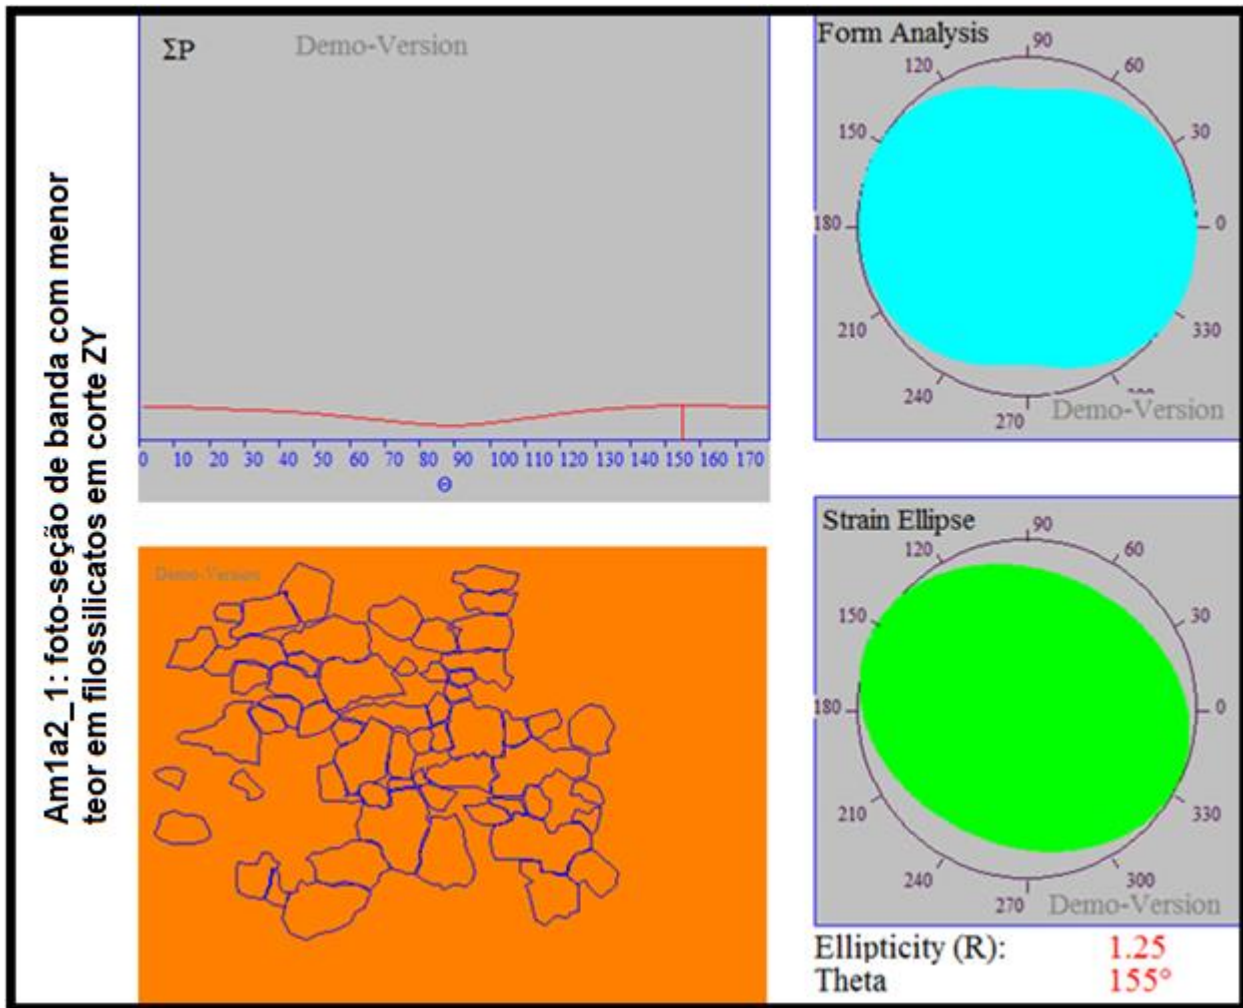 Am1a2_1: foto-seção de banda com menor
teor em filossilicatos em corte ZY
ΣP
Demo-Version
0 10 20 30 40 50 60 70 80 90 100 110 120 130 140 150 160 170
Θ
Demo-Version
Form Analysis
90
120 60
150 30
180 0
210 330
240
270
Demo-Version
Strain Ellipse
90
120 60
150 30
180 0
210 330
240 300
270
Demo-Version
Ellipticity (R): 1.25
Theta 155°